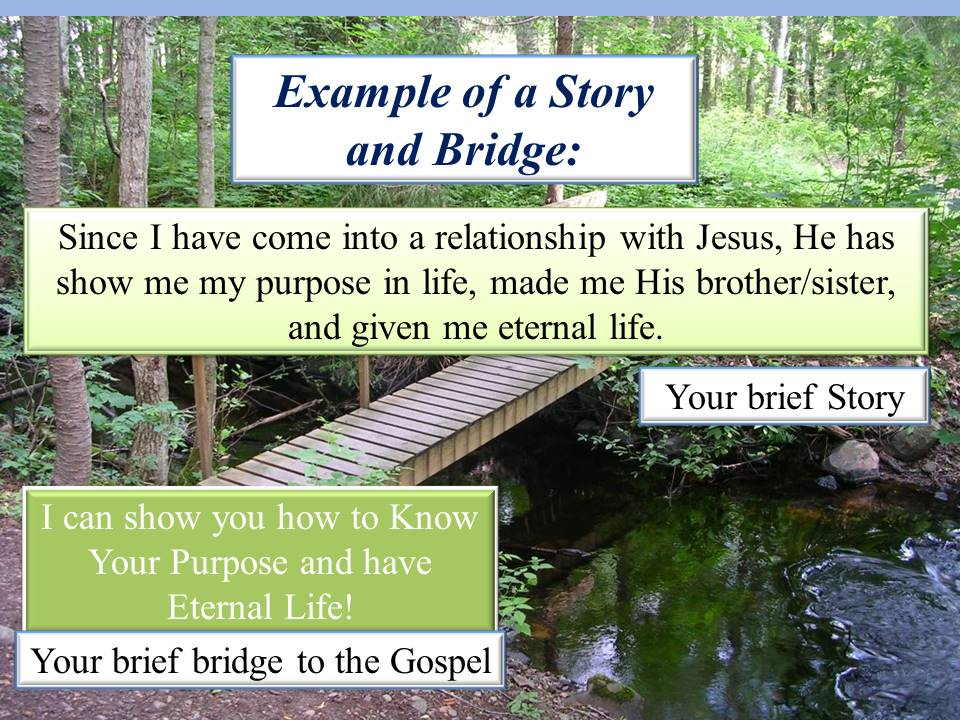 Example of a Story
and Bridge:
Since I have come into a relationship with Jesus, He has
show me my purpose in life, made me His brother/sister,
and given me eternal life.
Your brief Story
I can show you how to Know
Your Purpose and have
Eternal Life!
Your brief bridge to the Gospel